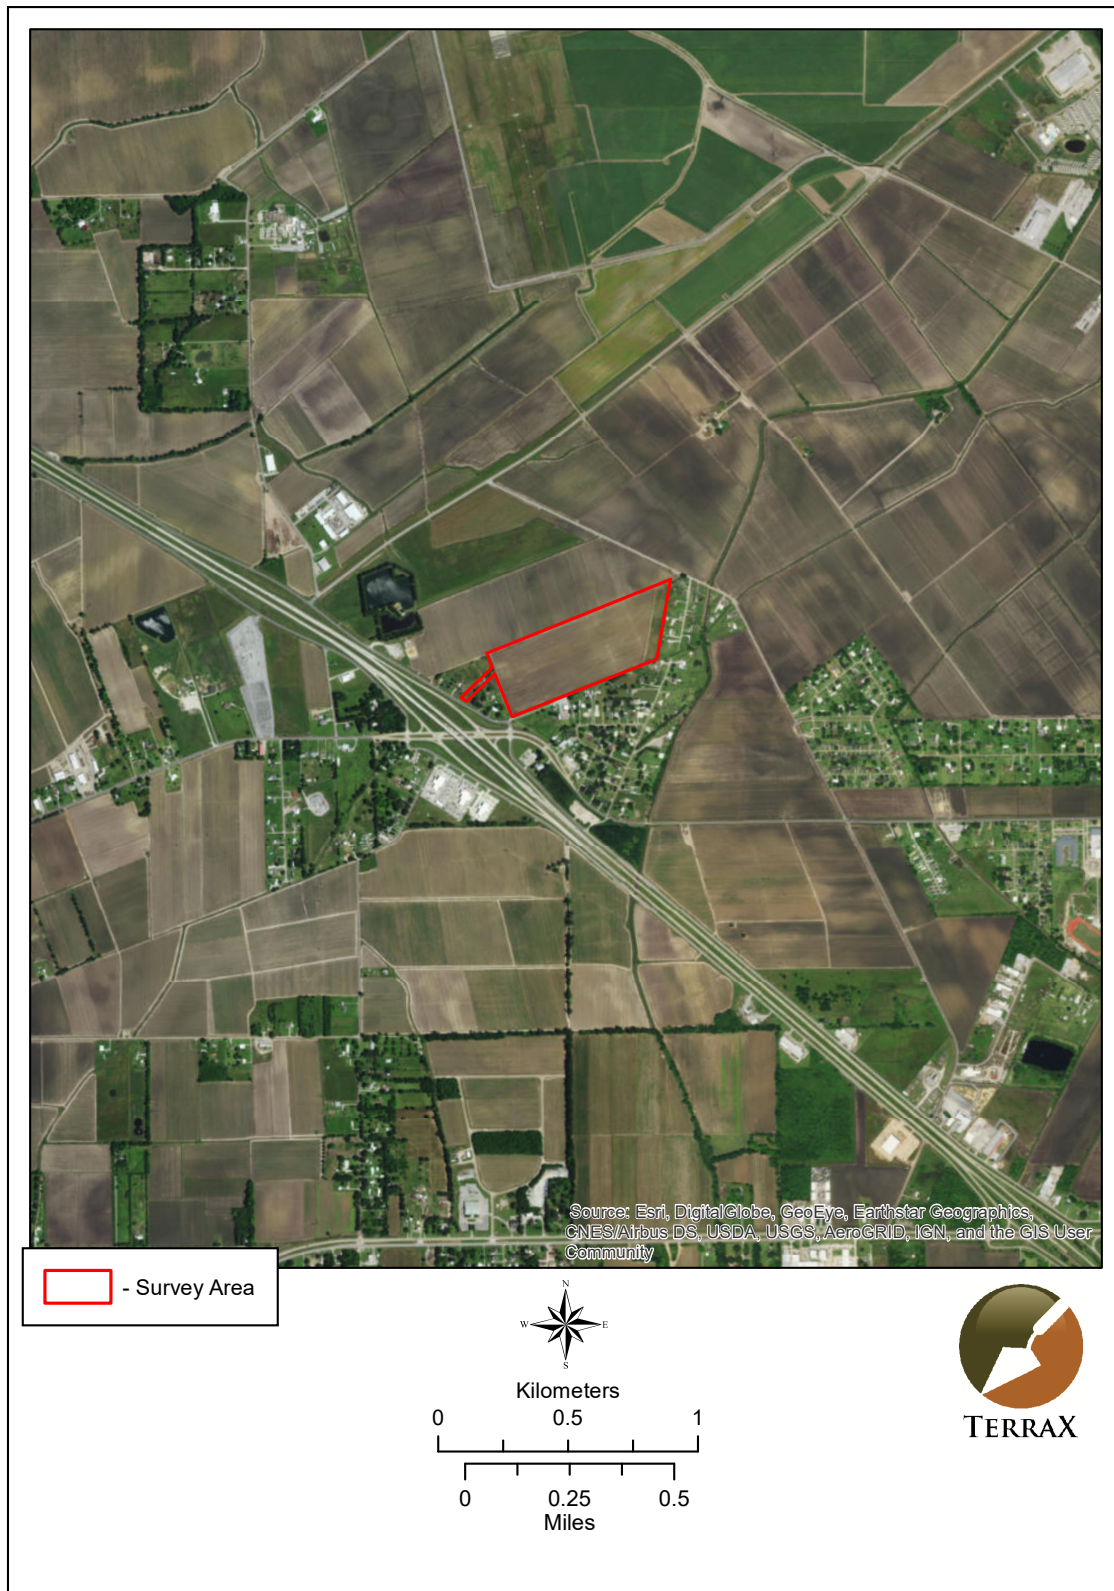 Source: Esri, DigitalGlobe, GeoEye, Earthstar Geographics,
CNES/Airbus DS, USDA, USGS, AeroGRID, IGN, and the GIS User
Community
- Survey Area
N
W E
S
Kilometers
0 0.5 1
0 0.25 0.5
Miles
TERRAX